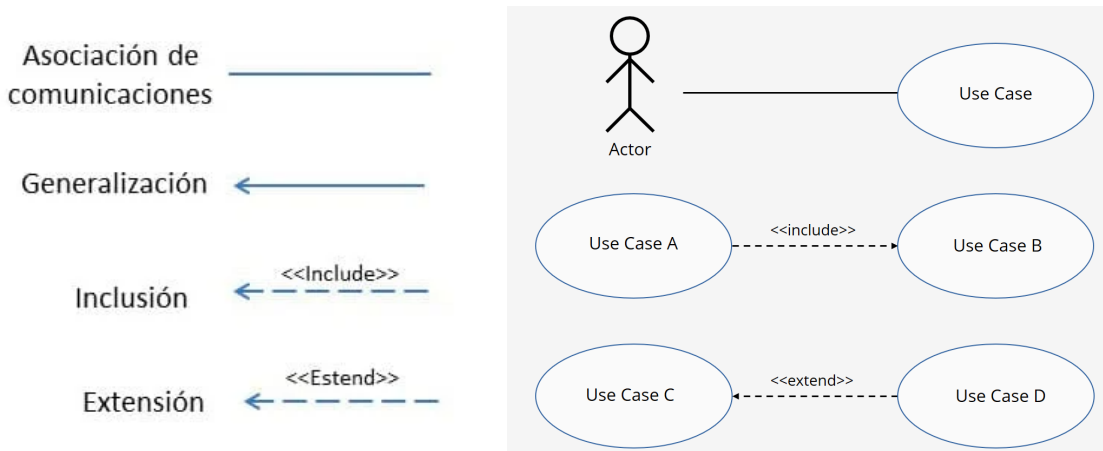 Asociación de
comunicaciones
Generalización
<<Include>>
Inclusión
<<Estend>>
Extensión
Actor
Use Case
Use Case A
<<include>>
Use Case B
Use Case C
<<extend>>
Use Case D